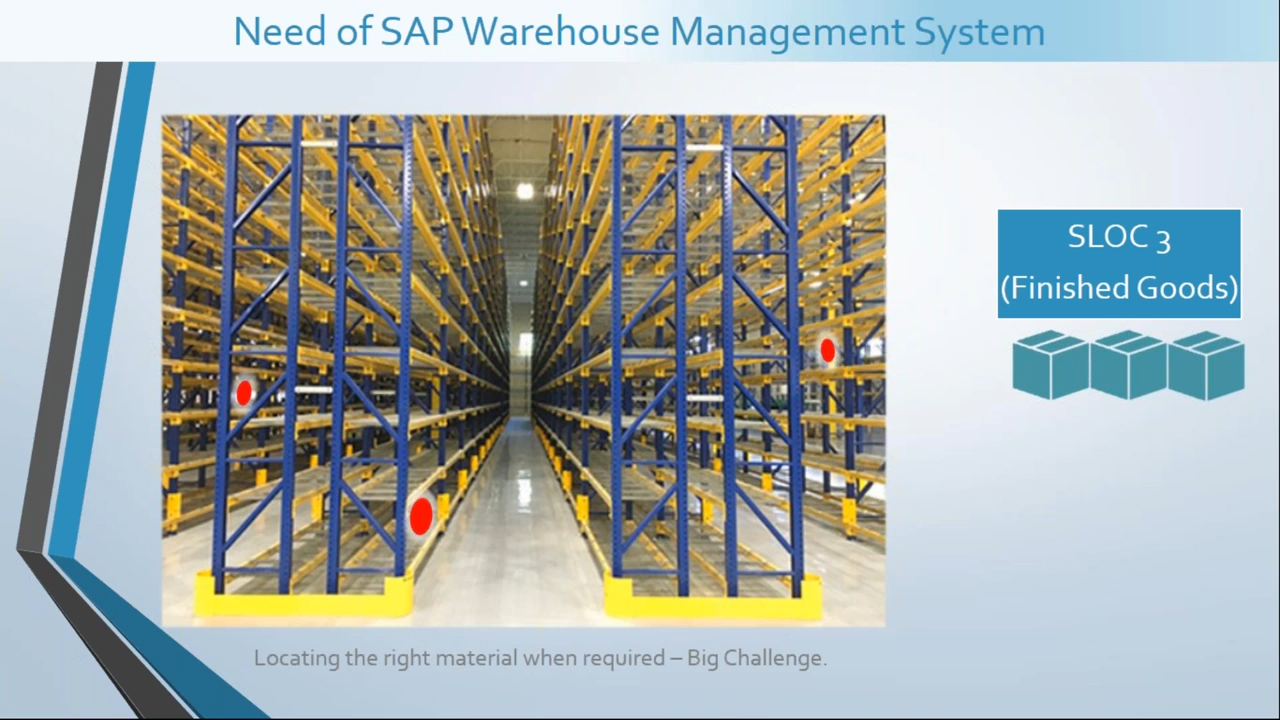 Need of SAP Warehouse Management System
SLOC 3
(Finished Goods)
Locating the right material when required – Big Challenge.